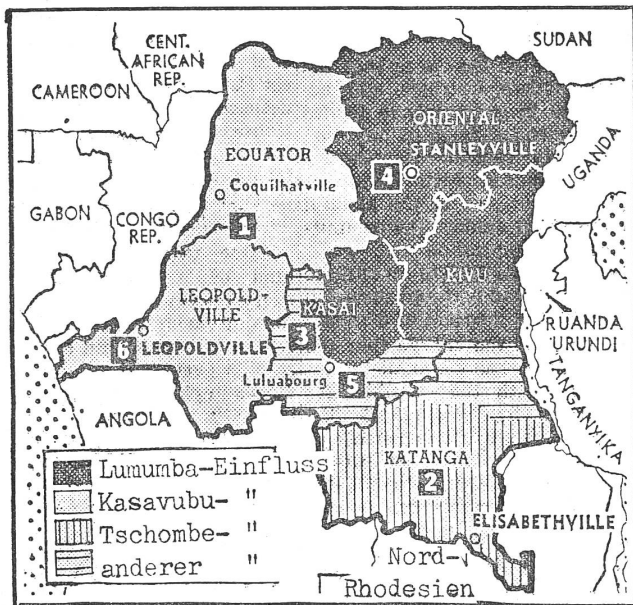 CENT.
AFRICAN
REP.
SUDAN
CAMEROON
ORIENTAL
STANLEYVILLE
EQUATOR
4
UGANDA
Coquilhatville
GABON
CONGO
REP.
1
KIVU
LEOPOLD-
VILLE
KASAI
3
RUANDA
URUNDI
6
LEOPOLDVILLE
Luluabourg
5
TANGANYIKA
ANGOLA
KATANGA
2
ELISABETHVILLE
Nord-
Rhodesien
Lumumba-Einfluss
Kasavubu- "
Tschombe- "
anderer "